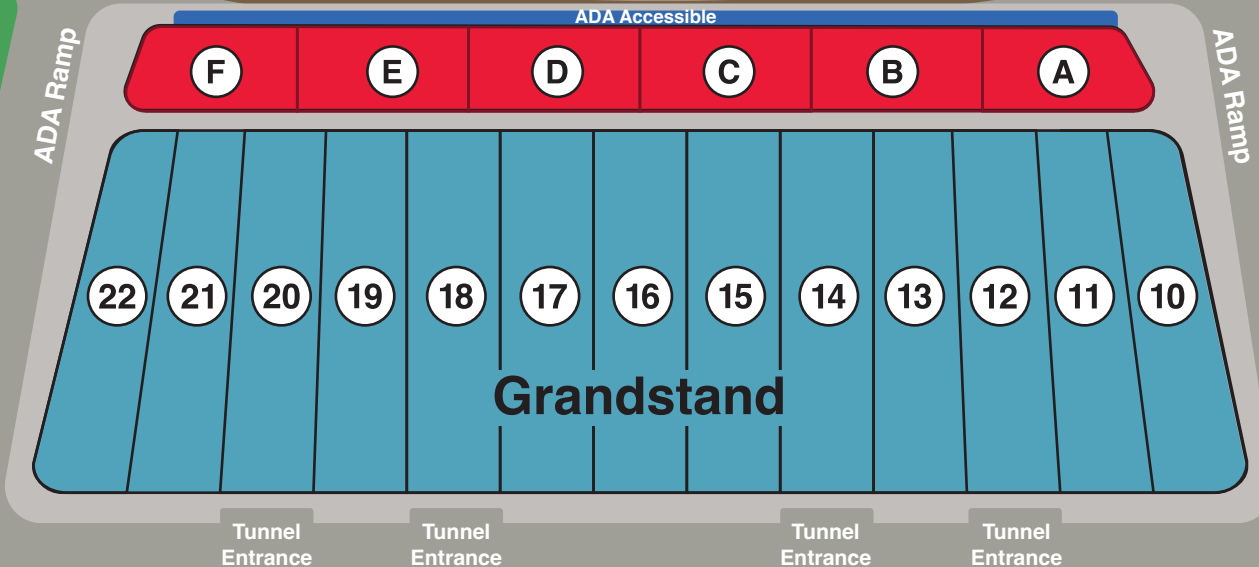 ADA Accessible
ADA Ramp
F E D C B A
ADA Ramp
22 21 20 19 18 17 16 15 14 13 12 11 10
Grandstand
Tunnel Entrance
Tunnel Entrance
Tunnel Entrance
Tunnel Entrance